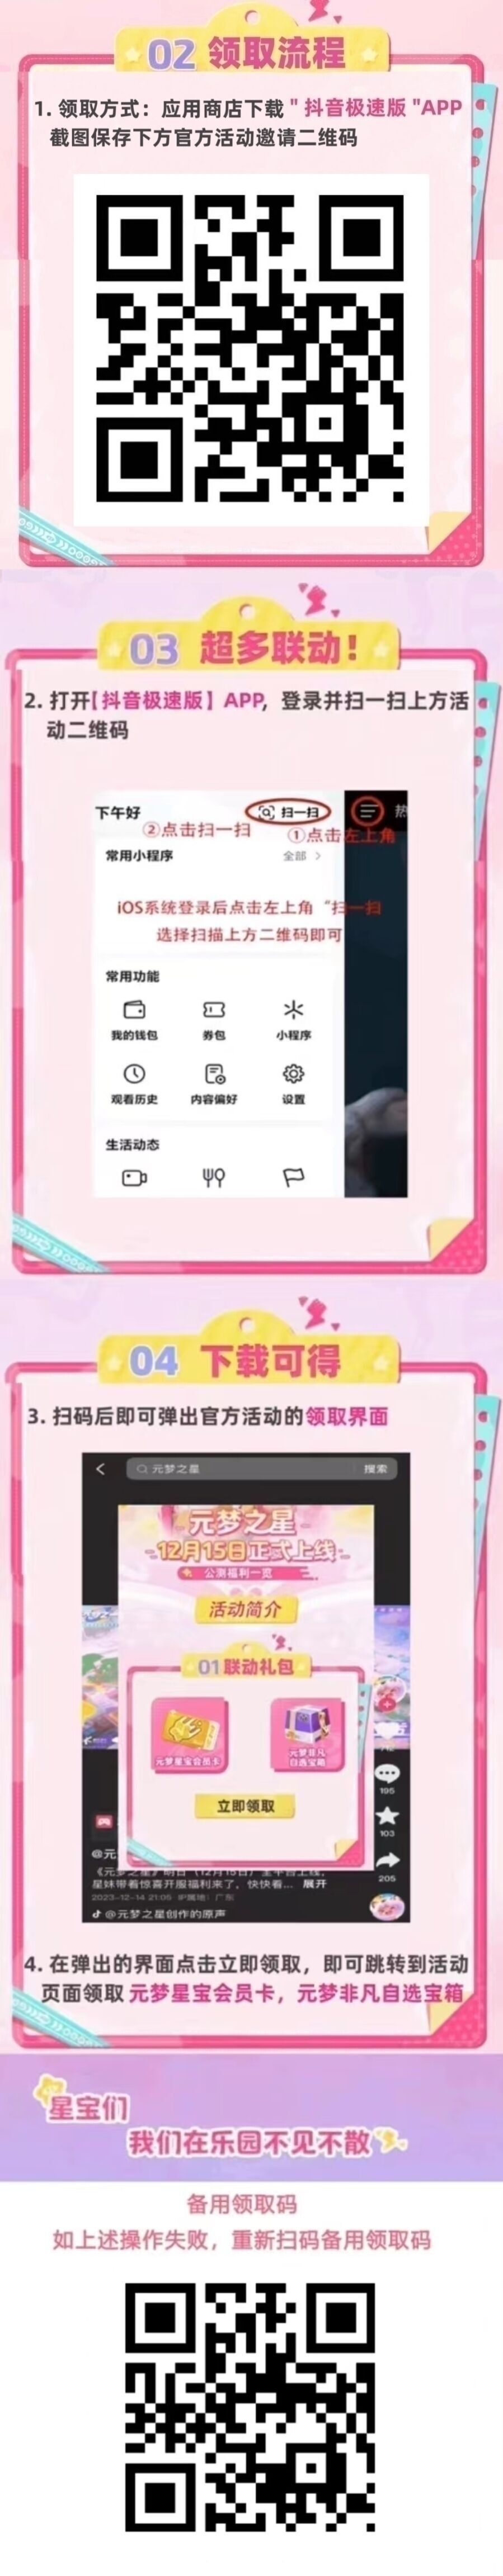 02 领取流程
1. 领取方式：应用商店下载 " 抖音极速版 "APP
截图保存下方官方活动邀请二维码
03 超多联动！
2. 打开【抖音极速版】APP，登录并扫一扫上方活
动二维码
下午好
扫一扫
热
②点击扫一扫
①点击左上角
常用小程序
全部 >
iOS系统登录后点击左上角“扫一扫
选择扫描上方二维码即可
常用功能
我的钱包 券包 小程序
观看历史 内容偏好 设置
生活动态
04 下载可得
3. 扫码后即可弹出官方活动的领取界面
元梦之星 搜索
元梦之星
12月15日正式上线
公测福利一览
活动简介
01 联动礼包
元梦星宝会员卡
元梦非凡
自选宝箱
立即领取
195
103
205
@元
《元梦之星》明日（12月15日）全平台上线，
星妹带着惊喜开服福利来了，快快看... 展开
2023-12-14 21:05 IP属地：广东
@元梦之星创作的原声
4. 在弹出的界面点击立即领取，即可跳转到活动
页面领取 元梦星宝会员卡，元梦非凡自选宝箱
星宝们
我们在乐园不见不散
备用领取码
如上述操作失败，重新扫码备用领取码